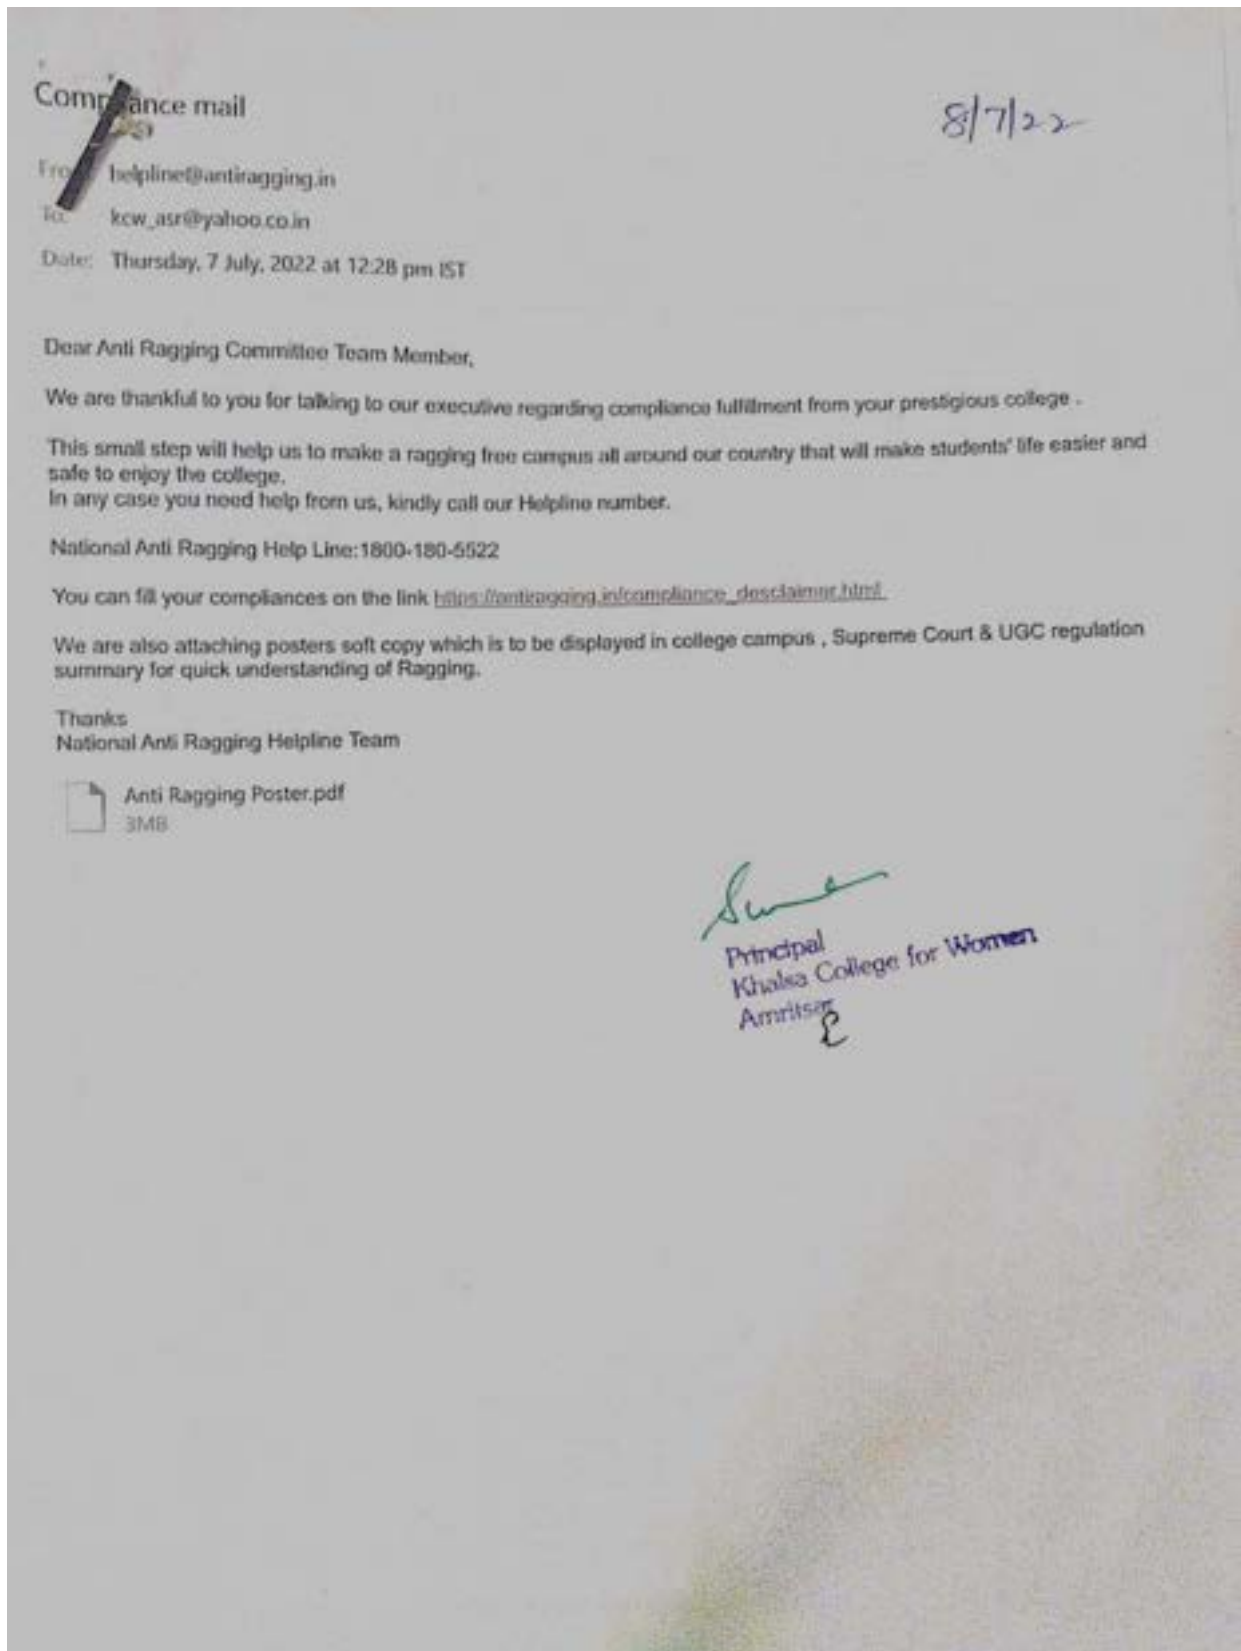 Compliance mail
8/7/22
From: helpline@antiragging.in
To: kcw_asr@yahoo.co.in
Date: Thursday, 7 July, 2022 at 12:28 pm IST
Dear Anti Ragging Committee Team Member,
We are thankful to you for talking to our executive regarding compliance fulfillment from your prestigious college .
This small step will help us to make a ragging free campus all around our country that will make students' life easier and
safe to enjoy the college.
In any case you need help from us, kindly call our Helpline number.
National Anti Ragging Help Line:1800-180-5522
You can fill your compliances on the link https://antiragging.in/compliance_desclaimer.html
We are also attaching posters soft copy which is to be displayed in college campus , Supreme Court & UGC regulation
summary for quick understanding of Ragging.
Thanks
National Anti Ragging Helpline Team
Anti Ragging Poster.pdf
3MB
Principal
Khalsa College for Women
Amritsar